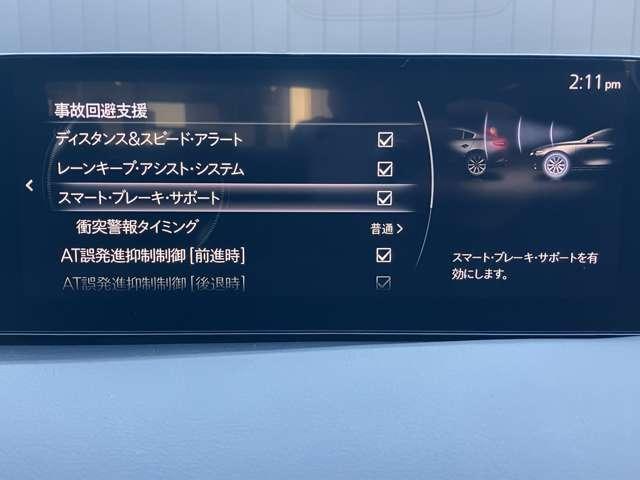 2:11pm
事故回避支援
ディスタンス&スピード・アラート
レーンキープ・アシスト・システム
スマート・ブレーキ・サポート
衝突警報タイミング 普通
AT誤発進抑制制御[前進時]
AT誤発進抑制制御[後退時]
スマート・ブレーキ・サポートを有
効にします。